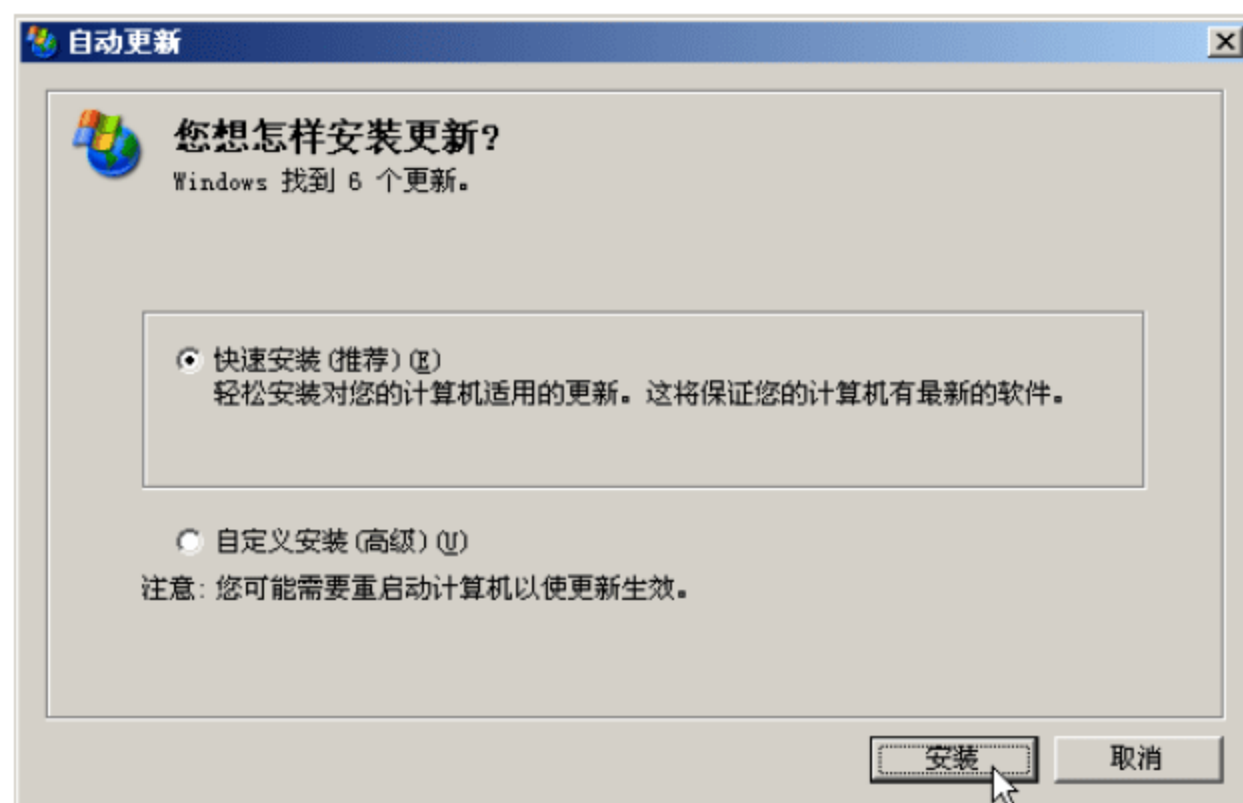 自动更新
您想怎样安装更新?
Windows 找到 6 个更新。
快速安装(推荐)(E)
轻松安装对您的计算机适用的更新。这将保证您的计算机有最新的软件。
自定义安装(高级)(U)
注意: 您可能需要重启动计算机以使更新生效。
安装 取消